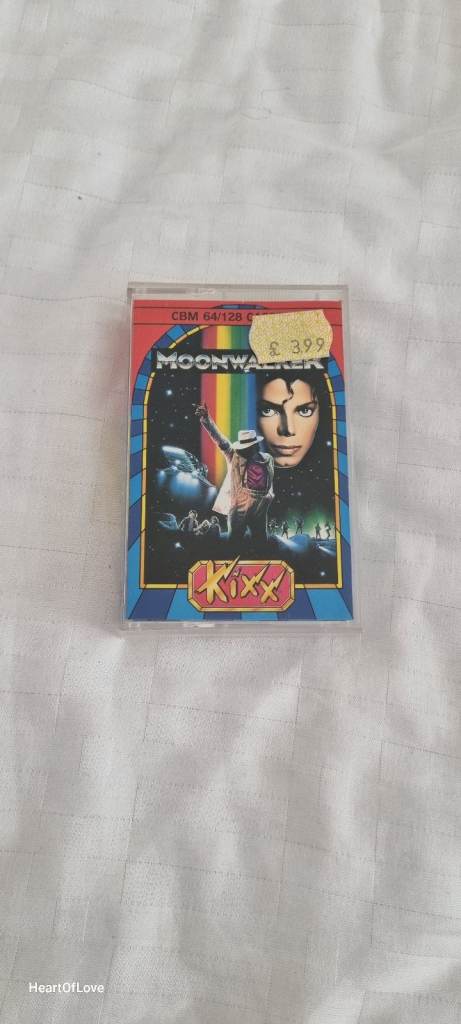 CBM 64/128
£ 3.99
MOONWALKER
Kixx
HeartOfLove